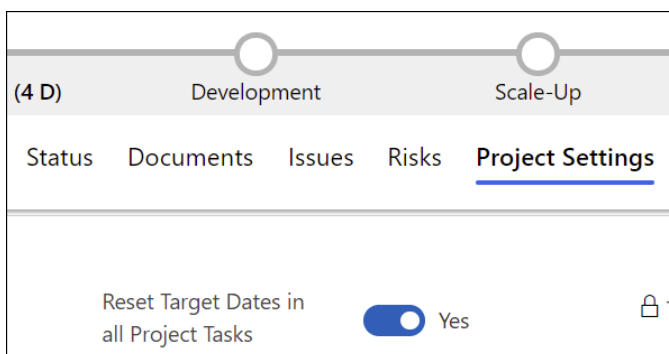 (4 D) Development Scale-Up
Status Documents Issues Risks Project Settings
Reset Target Dates in
all Project Tasks
Yes